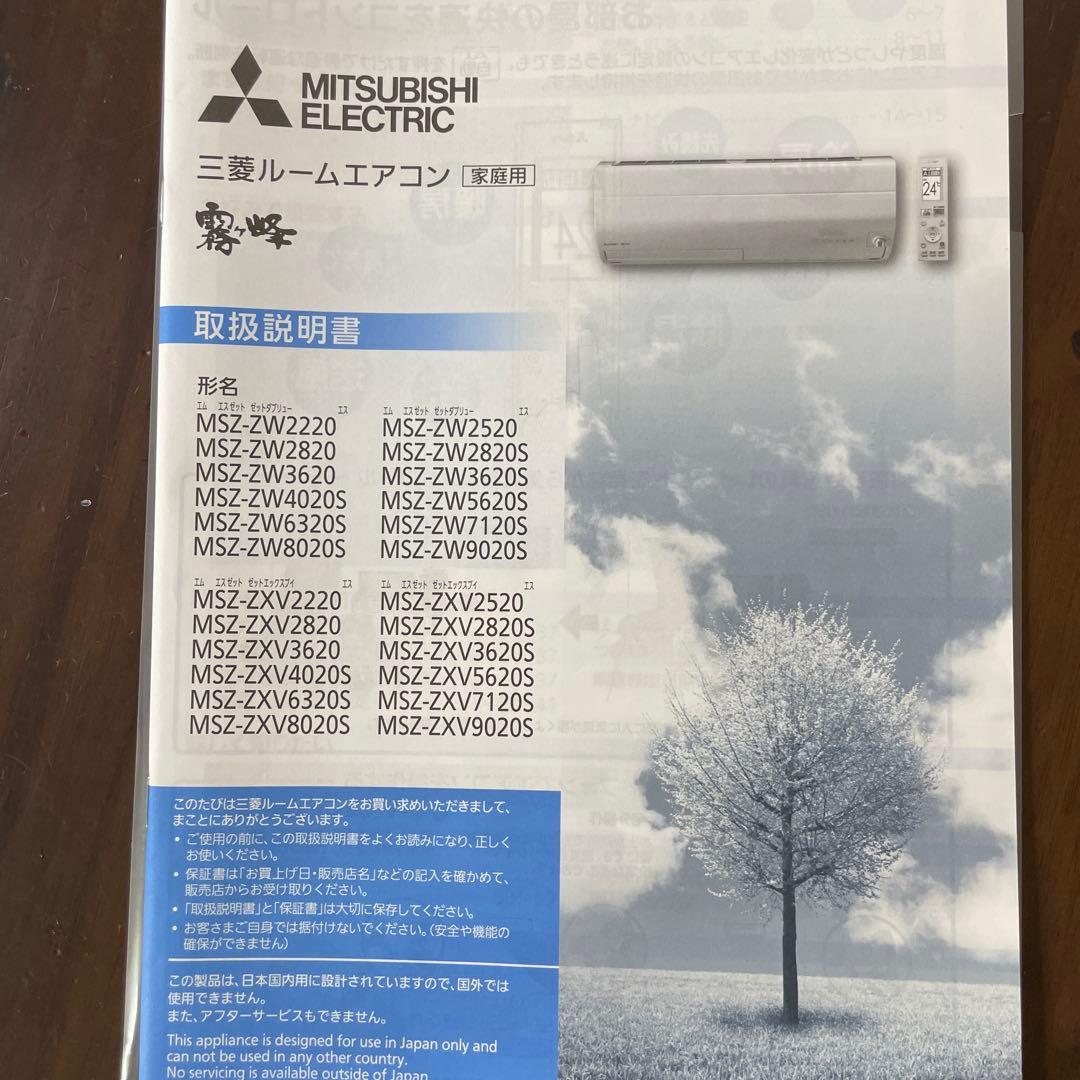 MITSUBISHI
ELECTRIC
三菱ルームエアコン 家庭用
霧ヶ峰
24
取扱説明書
形名
エム エスゼット ゼットダブリュー エス
エム エスゼット ゼットダブリュー エス
MSZ-ZW2220 MSZ-ZW2520
MSZ-ZW2820 MSZ-ZW2820S
MSZ-ZW3620 MSZ-ZW3620S
MSZ-ZW4020S MSZ-ZW5620S
MSZ-ZW6320S MSZ-ZW7120S
MSZ-ZW8020S MSZ-ZW9020S
エム エスゼット ゼットエックスブイ エス
エム エスゼット ゼットエックスブイ エス
MSZ-ZXV2220 MSZ-ZXV2520
MSZ-ZXV2820 MSZ-ZXV2820S
MSZ-ZXV3620 MSZ-ZXV3620S
MSZ-ZXV4020S MSZ-ZXV5620S
MSZ-ZXV6320S MSZ-ZXV7120S
MSZ-ZXV8020S MSZ-ZXV9020S
このたびは三菱ルームエアコンをお買い求めいただきまして、
まことにありがとうございます。
• ご使用の前に、この取扱説明書をよくお読みになり、正しく
お使いください。
• 保証書は「お買上げ日・販売店名」などの記入を確かめて、
販売店からお受け取りください。
• 「取扱説明書」と「保証書」は大切に保存してください。
• お客さまご自身では据付けないでください。(安全や機能の
確保ができません)
この製品は、日本国内用に設計されていますので、国外では
使用できません。
また、アフターサービスもできません。
This appliance is designed for use in Japan only and
can not be used in any other country.
No servicing is available outside of Japan.